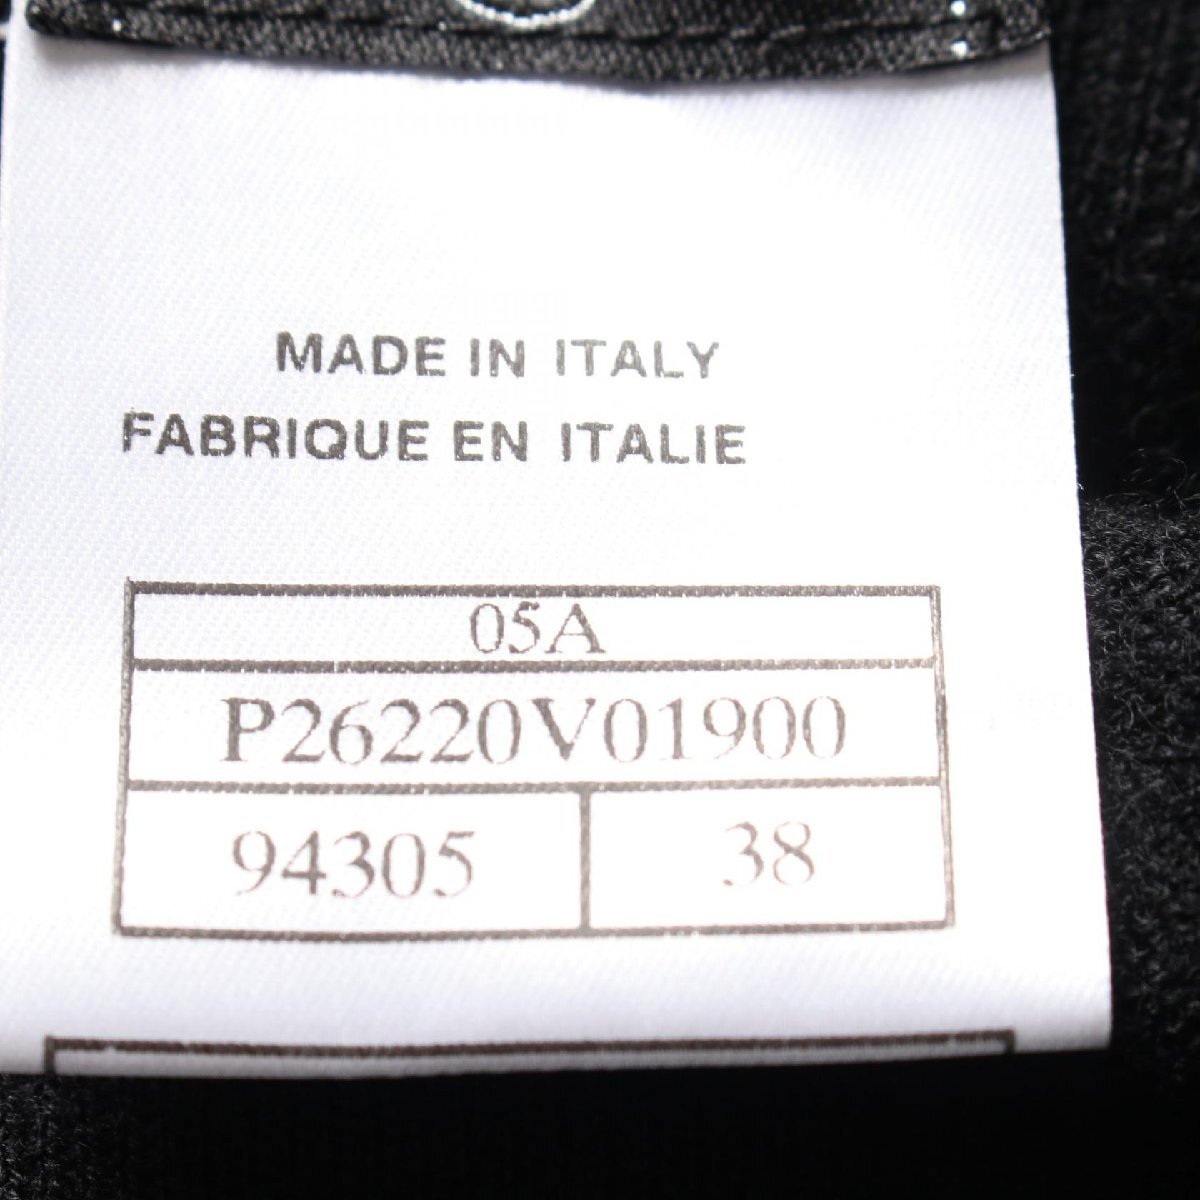 MADE IN ITALY
FABRIQUE EN ITALIE
05A
P26220V01900
94305 38